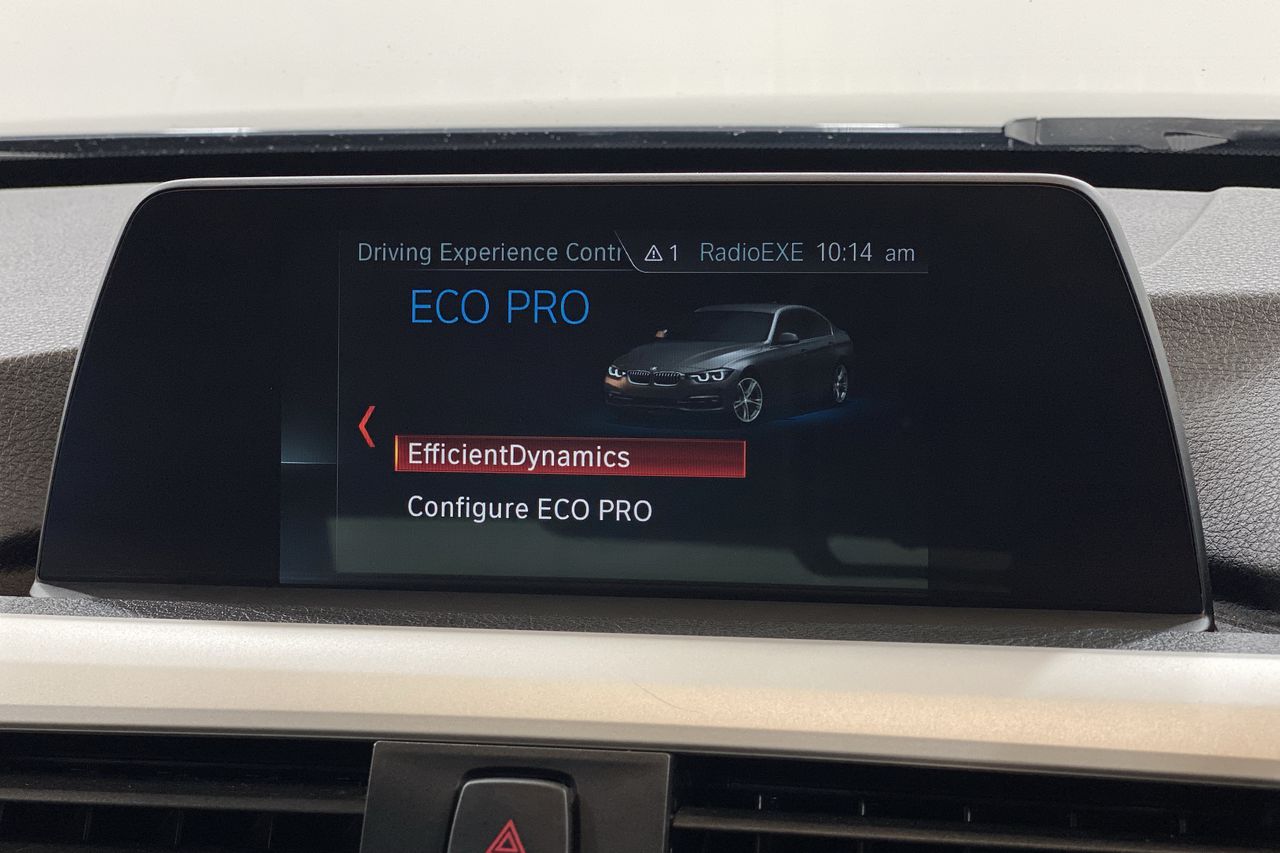 Driving Experience Contr 1 RadioEXE 10:14 am
ECO PRO
EfficientDynamics
Configure ECO PRO